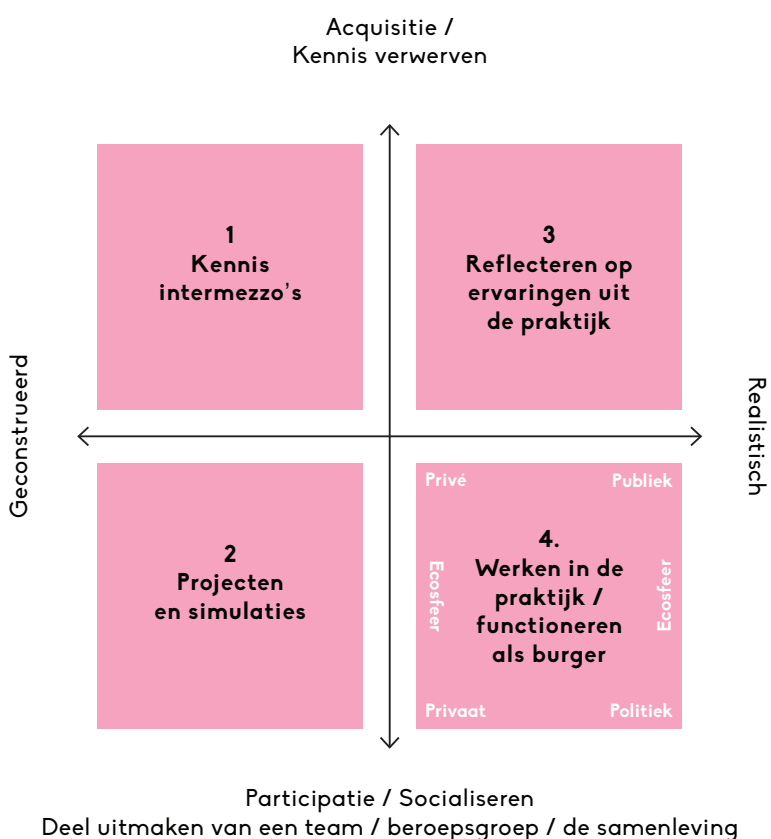 Acquisitie /
Kennis verwerven
1
Kennis
intermezzo's
3
Reflecteren op
ervaringen uit
de praktijk
Geconstrueerd
Realistisch
2
Projecten
en simulaties
Privé
Publiek
Ecosfeer
4.
Werken in de
praktijk /
functioneren
als burger
Ecosfeer
Privaat
Politiek
Participatie / Socialiseren
Deel uitmaken van een team / beroepsgroep / de samenleving